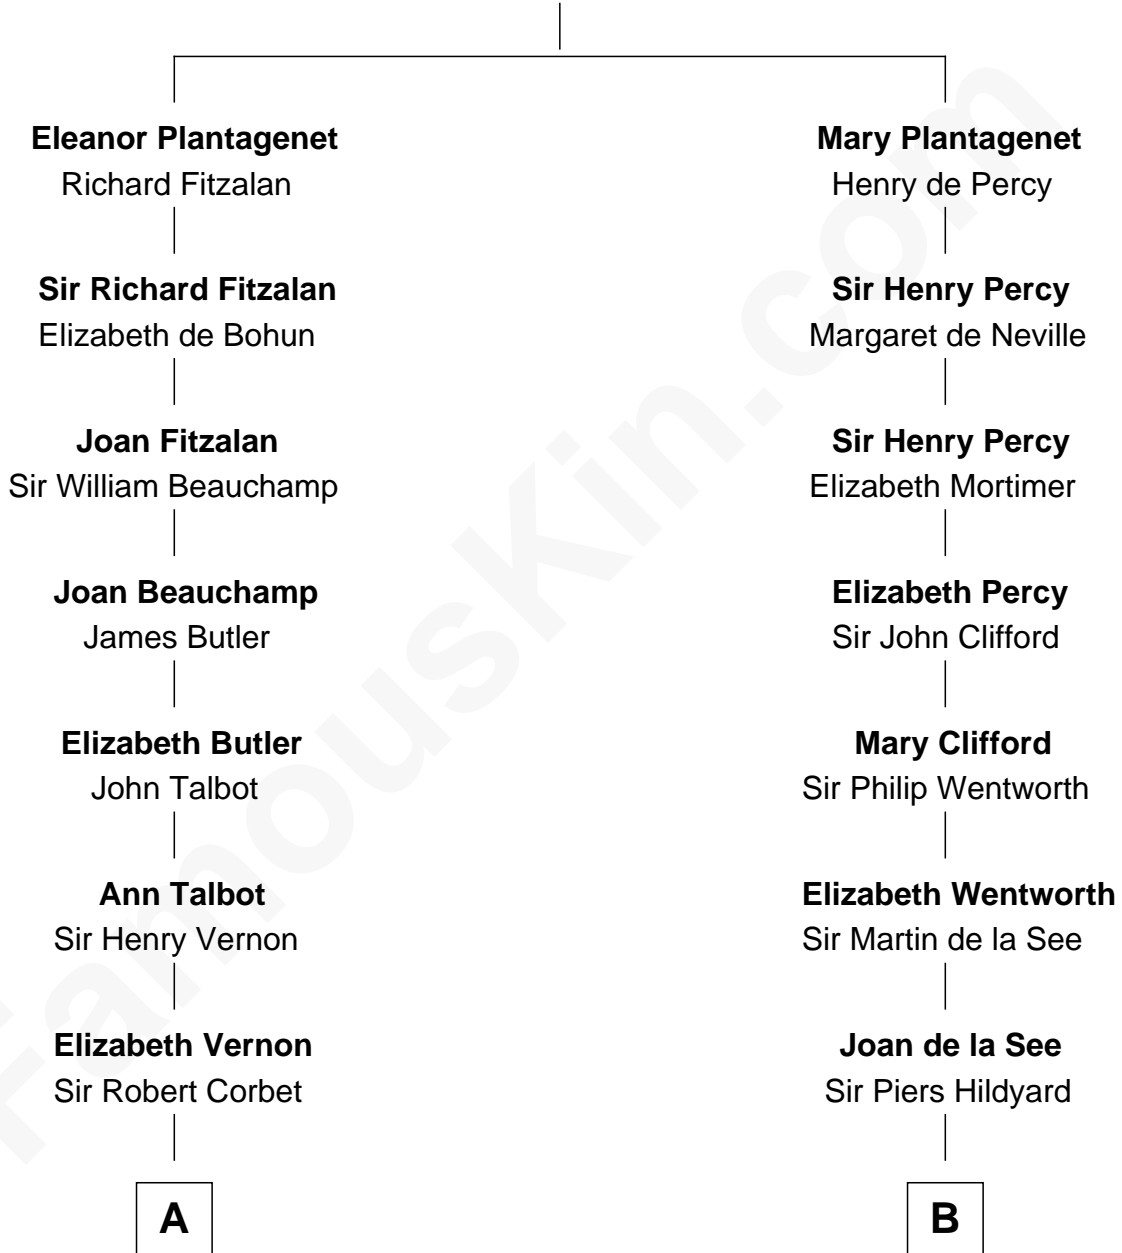 Eleanor Plantagenet
Richard Fitzalan
Sir Richard Fitzalan
Elizabeth de Bohun
Joan Fitzalan
Sir William Beauchamp
Joan Beauchamp
James Butler
Elizabeth Butler
John Talbot
Ann Talbot
Sir Henry Vernon
Elizabeth Vernon
Sir Robert Corbet
A
Mary Plantagenet
Henry de Percy
Sir Henry Percy
Margaret de Neville
Sir Henry Percy
Elizabeth Mortimer
Elizabeth Percy
Sir John Clifford
Mary Clifford
Sir Philip Wentworth
Elizabeth Wentworth
Sir Martin de la See
Joan de la See
Sir Piers Hildyard
B
FamousKin.com